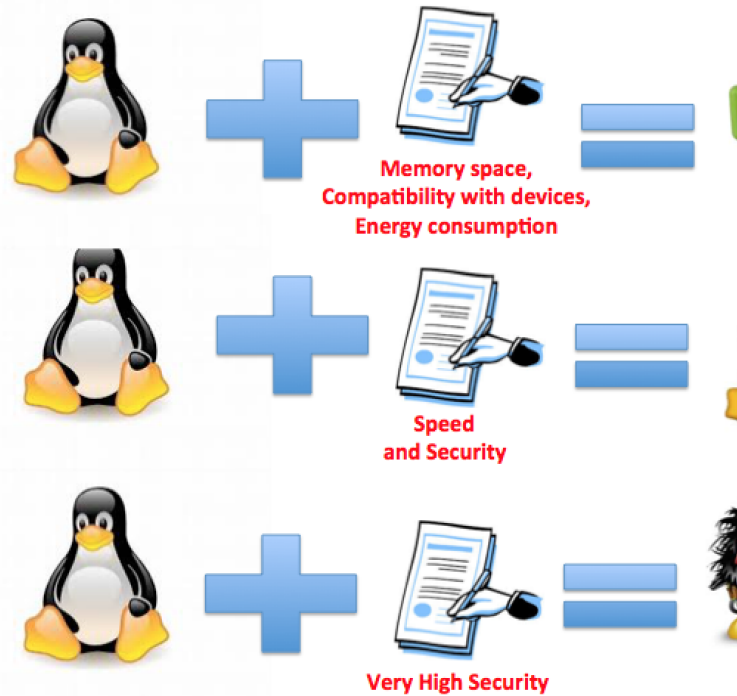 Memory space,
Compatibility with devices,
Energy consumption
Speed
and Security
Very High Security